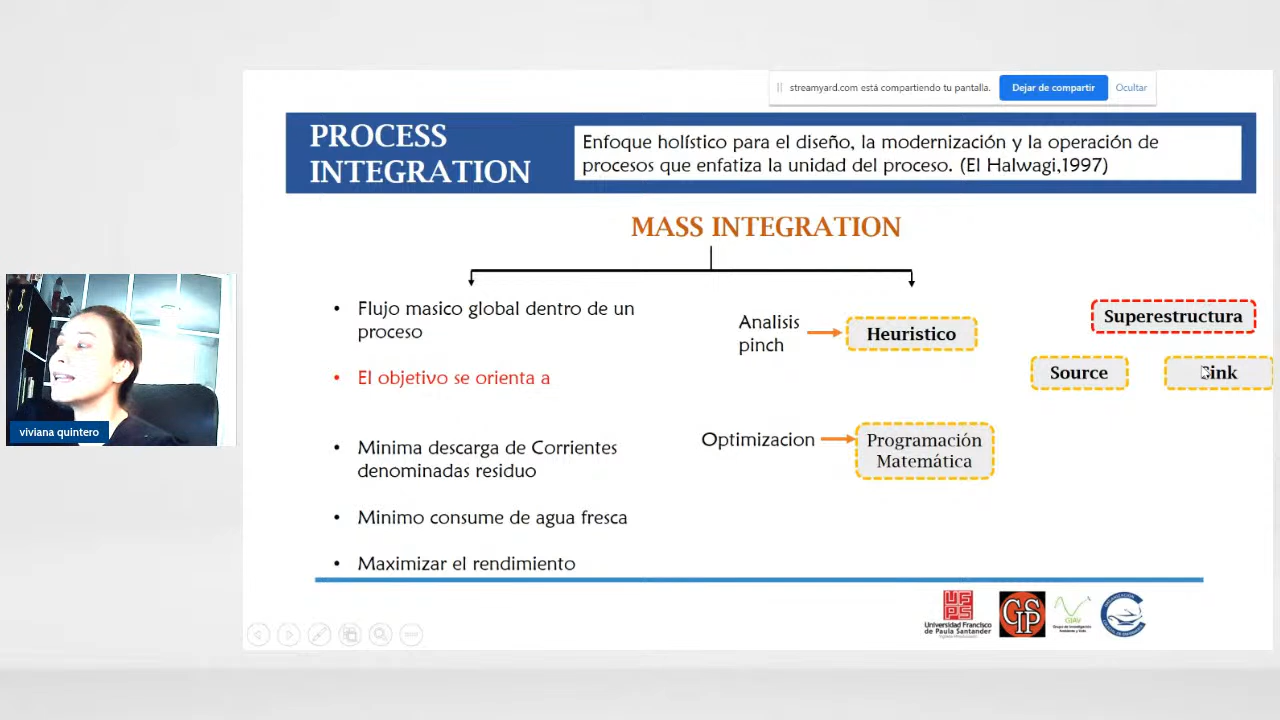 streamyard.com está compartiendo tu pantalla.
Dejar de compartir
Ocultar
PROCESS
INTEGRATION
Enfoque holístico para el diseño, la modernización y la operación de
procesos que enfatiza la unidad del proceso. (El Halwagi,1997)
MASS INTEGRATION
• Flujo masico global dentro de un
proceso
• El objetivo se orienta a
• Minima descarga de Corrientes
denominadas residuo
• Minimo consume de agua fresca
• Maximizar el rendimiento
Analisis
pinch
Heuristico
Optimizacion
Programación
Matemática
Superestructura
Source
Sink
viviana quintero
UFPS
Universidad Francisco
de Paula Santander
GIAV